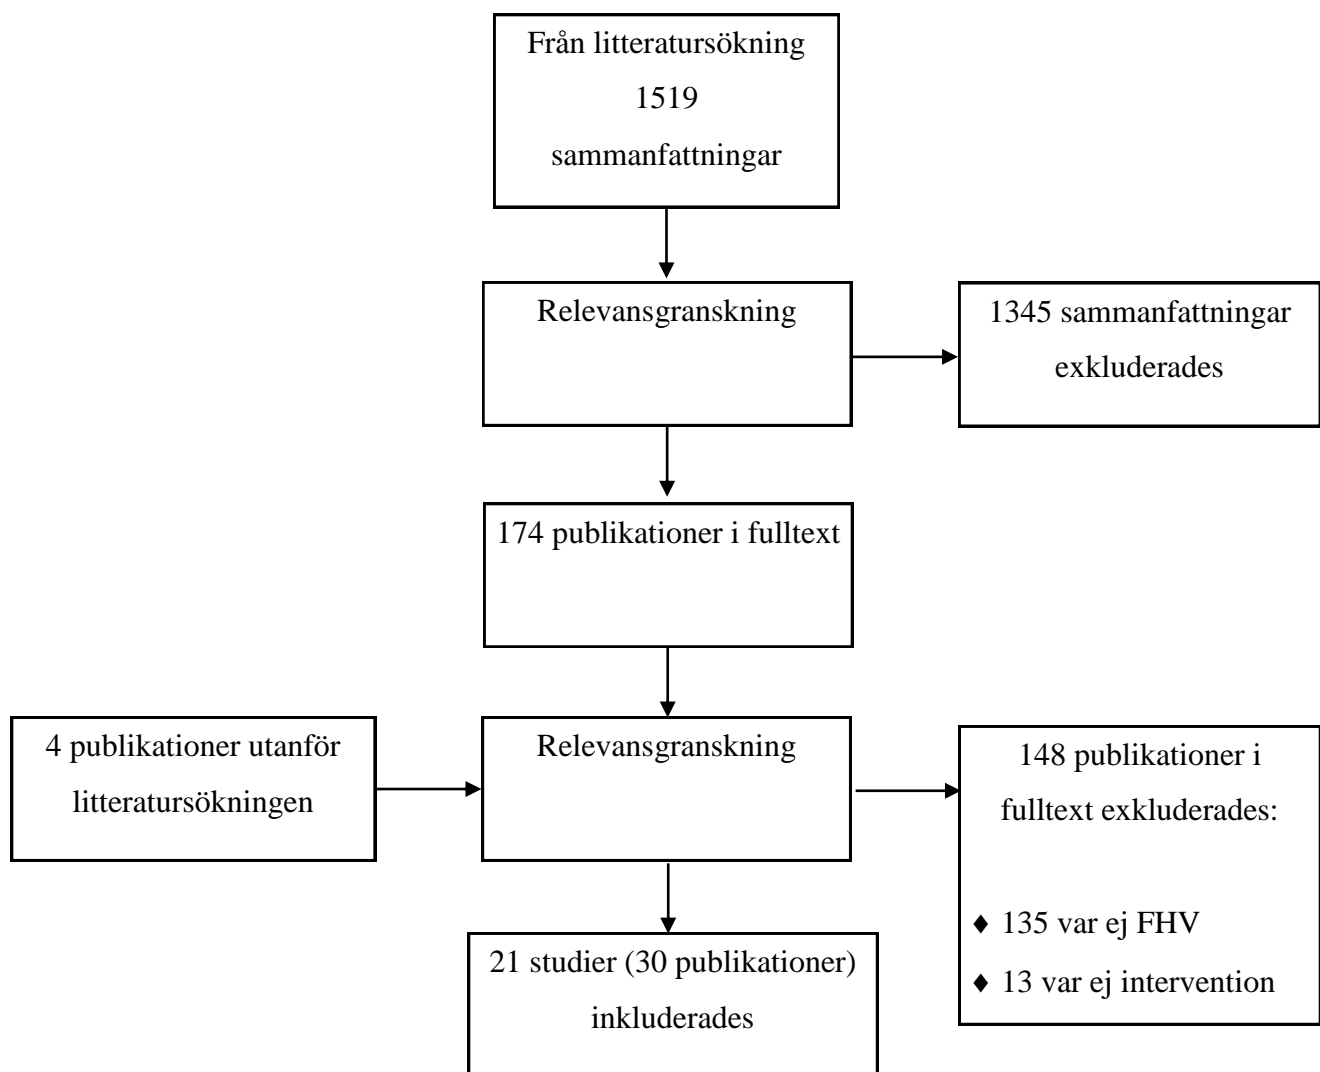 Från litteratursökning
1519
sammanfattningar
Relevansgranskning
1345 sammanfattningar
exkluderades
174 publikationer i fulltext
4 publikationer utanför
litteratursökningen
Relevansgranskning
148 publikationer i
fulltext exkluderades:
♦ 135 var ej FHV
♦ 13 var ej intervention
21 studier (30 publikationer)
inkluderades